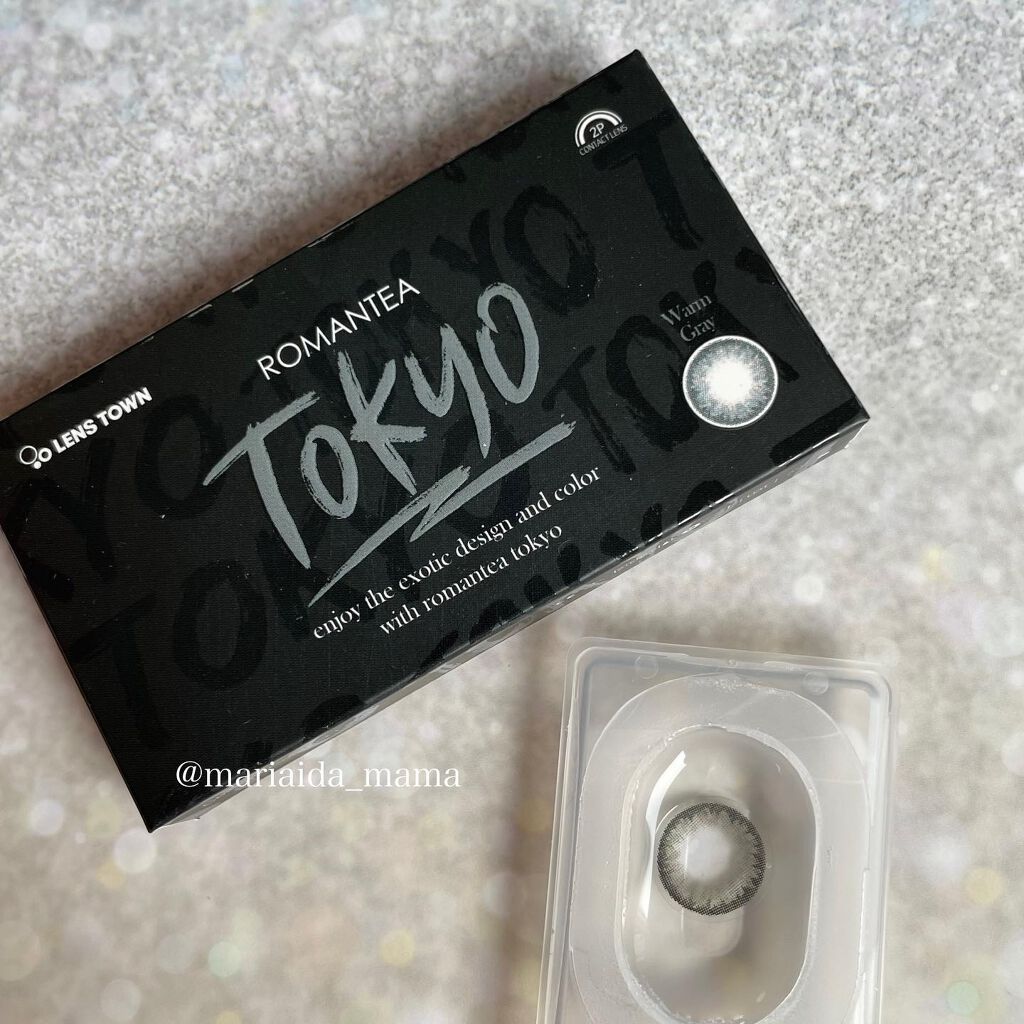 2P
CONTACT LENS
ROMANTEA
TOKYO
Warm
Gray
LENS TOWN
enjoy the exotic design and color
with romantea tokyo
@mariaida_mama